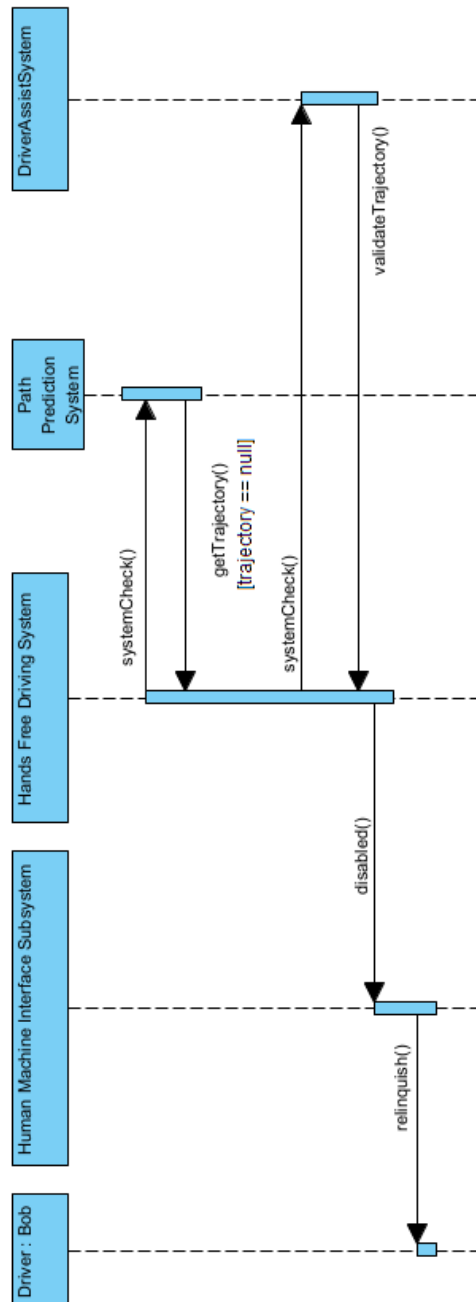 Driver : Bob
Human Machine Interface Subsystem
Hands Free Driving System
Path
Prediction
System
DriverAssistSystem
systemCheck()
getTrajectory()
[trajectory == null]
systemCheck()
validateTrajectory()
disabled()
relinquish()